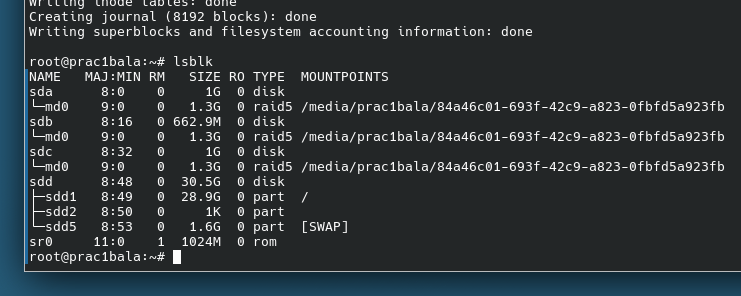 Writing inode tables: done
Creating journal (8192 blocks): done
Writing superblocks and filesystem accounting information: done

root@prac1bala:~# lsblk
NAME   MAJ:MIN RM   SIZE RO TYPE  MOUNTPOINTS
sda      8:0    0     1G  0 disk
└─md0    9:0    0   1.3G  0 raid5 /media/prac1bala/84a46c01-693f-42c9-a823-0fbfd5a923fb
sdb      8:16   0 662.9M  0 disk
└─md0    9:0    0   1.3G  0 raid5 /media/prac1bala/84a46c01-693f-42c9-a823-0fbfd5a923fb
sdc      8:32   0     1G  0 disk
└─md0    9:0    0   1.3G  0 raid5 /media/prac1bala/84a46c01-693f-42c9-a823-0fbfd5a923fb
sdd      8:48   0  30.5G  0 disk
├─sdd1   8:49   0  28.9G  0 part  /
├─sdd2   8:50   0     1K  0 part
└─sdd5   8:53   0   1.6G  0 part  [SWAP]
sr0     11:0    1  1024M  0 rom
root@prac1bala:~#